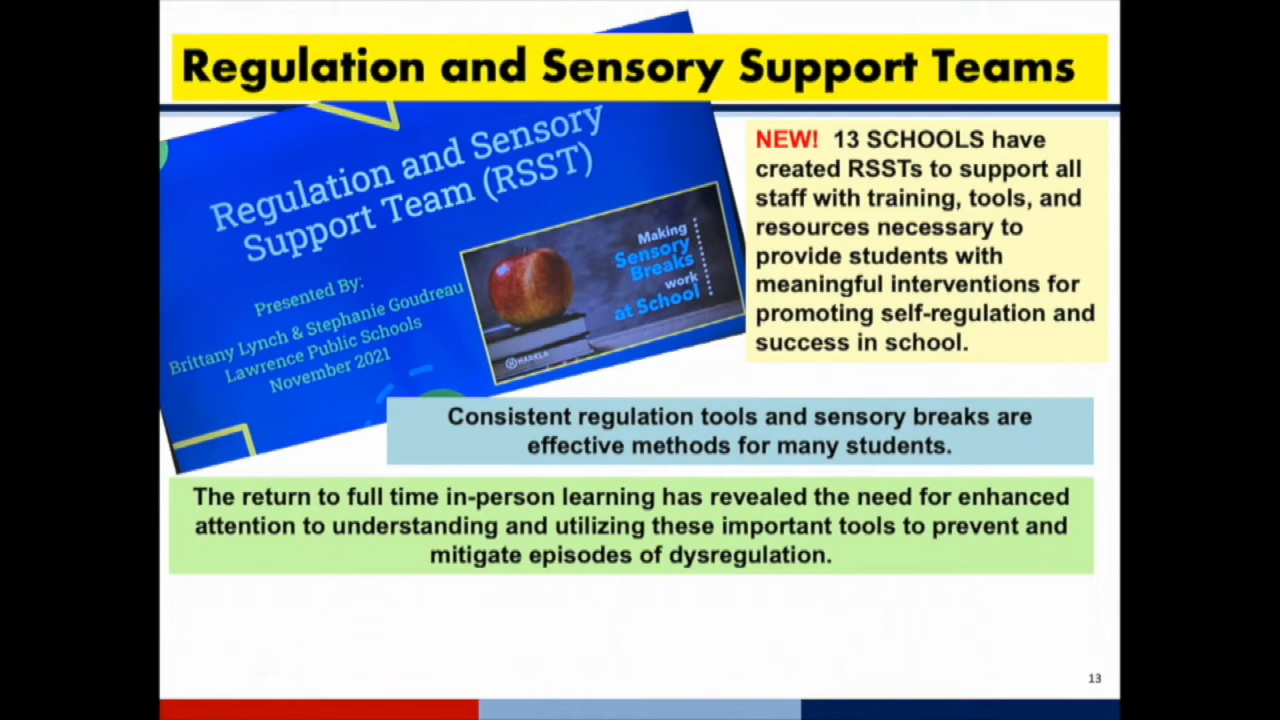 Regulation and Sensory Support Teams
Regulation and Sensory
Support Team (RSST)
Presented By:
Brittany Lynch & Stephanie Goudreau
Lawrence Public Schools
November 2021
Making
Sensory
Breaks
work
at School
HARKLA
NEW! 13 SCHOOLS have
created RSSTs to support all
staff with training, tools, and
resources necessary to
provide students with
meaningful interventions for
promoting self-regulation and
success in school.
Consistent regulation tools and sensory breaks are
effective methods for many students.
The return to full time in-person learning has revealed the need for enhanced
attention to understanding and utilizing these important tools to prevent and
mitigate episodes of dysregulation.
13